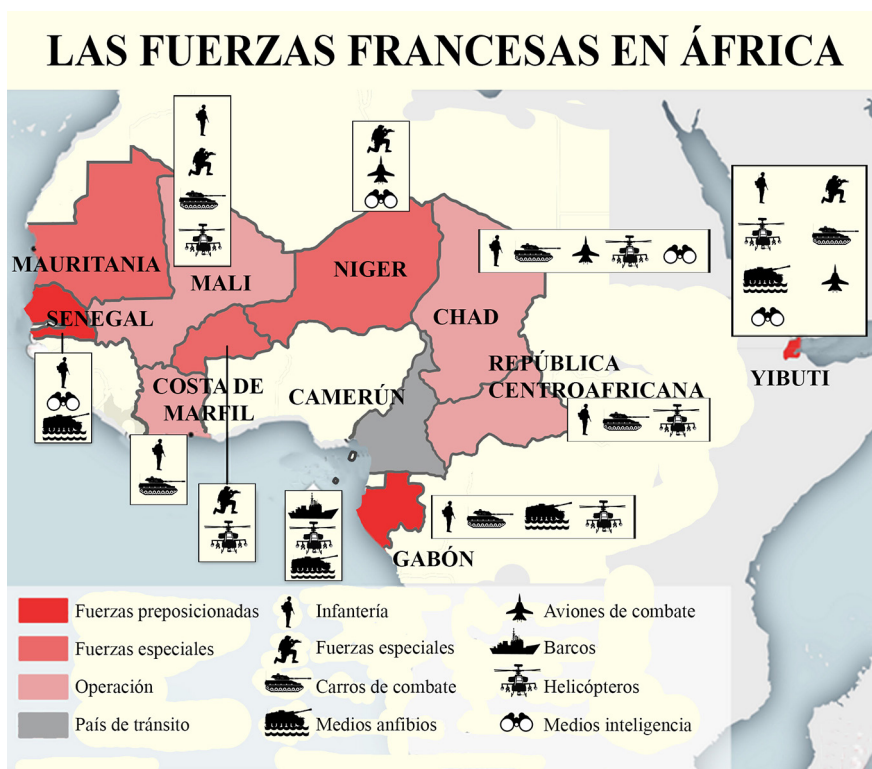 LAS FUERZAS FRANCESAS EN ÁFRICA
MAURITANIA
MALI
NIGER
SENEGAL
CHAD
COSTA DE
MARFIL
CAMERÚN
REPÚBLICA
CENTROAFRICANA
YIBUTI
GABÓN
Fuerzas preposicionadas
Fuerzas especiales
Operación
País de tránsito
Infantería
Fuerzas especiales
Carros de combate
Medios anfibios
Aviones de combate
Barcos
Helicópteros
Medios inteligencia